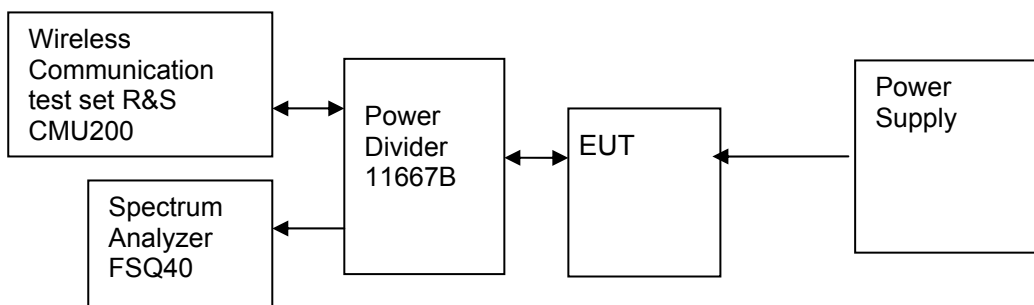 Wireless
Communication
test set R&S
CMU200
Spectrum
Analyzer
FSQ40
Power
Divider
11667B
EUT
Power
Supply